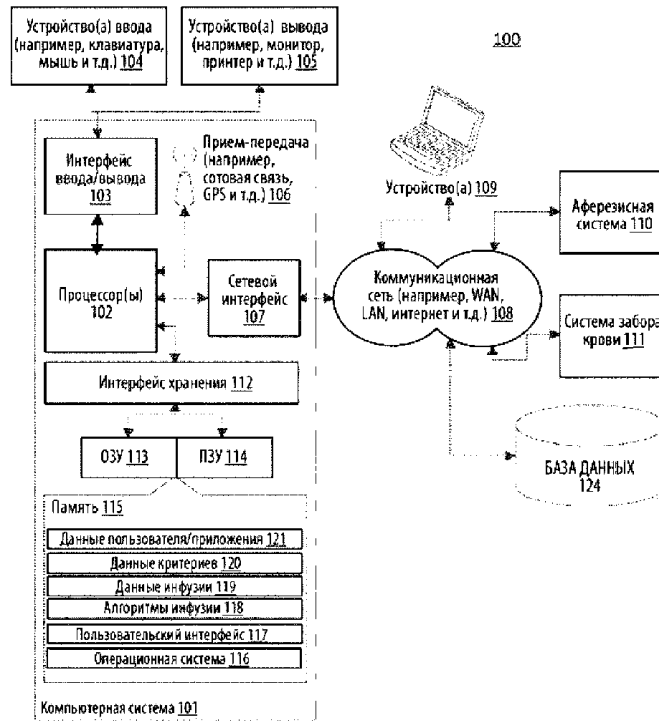 Устройство(а) ввода
(например, клавиатура,
мышь и т.д.) 104
Устройство(а) вывода
(например, монитор,
принтер и т.д.) 105
100
Интерфейс
ввода/вывода
103
Прием-передача
(например,
сотовая связь,
GPS и т.д.) 106
Устройство(а) 109
Аферезисная
система 110
Процессор(ы)
102
Сетевой
интерфейс
107
Коммуникационная
сеть (например, WAN,
LAN, интернет и т.д.) 108
Система забора
крови 111
Интерфейс хранения 112
ОЗУ 113
ПЗУ 114
БАЗА ДАННЫХ
124
Память 115
Данные пользователя/приложения 121
Данные критериев 120
Данные инфузии 119
Алгоритмы инфузии 118
Пользовательский интерфейс 117
Операционная система 116
Компьютерная система 101